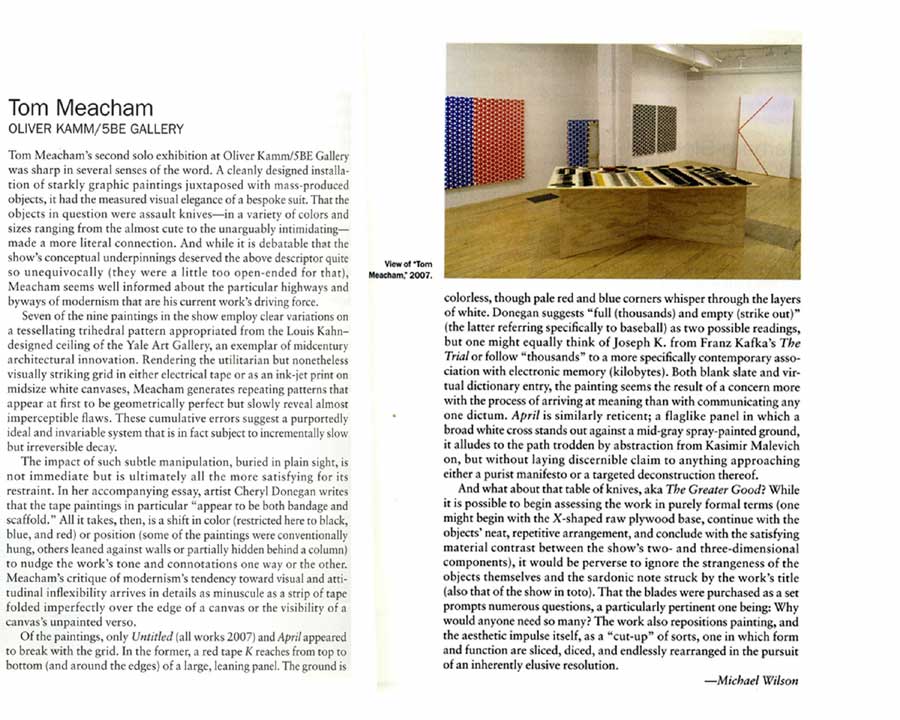 Tom Meacham
OLIVER KAMM/5BE GALLERY
Tom Meacham's second solo exhibition at Oliver Kamm/5BE Gallery
was sharp in several senses of the word. A cleanly designed installa-
tion of starkly graphic paintings juxtaposed with mass-produced
objects, it had the measured visual elegance of a bespoke suit. That the
objects in question were assault knives—in a variety of colors and
sizes ranging from the almost cute to the unarguably intimidating—
made a more literal connection. And while it is debatable that the
show's conceptual underpinnings deserved the above descriptor quite
so unequivocally (they were a little too open-ended for that),
Meacham seems well informed about the particular highways and
byways of modernism that are his current work's driving force.
Seven of the nine paintings in the show employ clear variations on
a tessellating trihedral pattern appropriated from the Louis Kahn–
designed ceiling of the Yale Art Gallery, an exemplar of midcentury
architectural innovation. Rendering the utilitarian but nonetheless
visually striking grid in either electrical tape or as an ink-jet print on
midsize white canvases, Meacham generates repeating patterns that
appear at first to be geometrically perfect but slowly reveal almost
imperceptible flaws. These cumulative errors suggest a purportedly
ideal and invariable system that is in fact subject to incrementally slow
but irreversible decay.
The impact of such subtle manipulation, buried in plain sight, is
not immediate but is ultimately all the more satisfying for its
restraint. In her accompanying essay, artist Cheryl Donegan writes
that the tape paintings in particular "appear to be both bandage and
scaffold." All it takes, then, is a shift in color (restricted here to black,
blue, and red) or position (some of the paintings were conventionally
hung, others leaned against walls or partially hidden behind a column)
to nudge the work's tone and connotations one way or the other.
Meacham's critique of modernism's tendency toward visual and atti-
tudinal inflexibility arrives in details as minuscule as a strip of tape
folded imperfectly over the edge of a canvas or the visibility of a
canvas's unpainted verso.
Of the paintings, only Untitled (all works 2007) and April appeared
to break with the grid. In the former, a red tape K reaches from top to
bottom (and around the edges) of a large, leaning panel. The ground is
View of "Tom
Meacham," 2007.
colorless, though pale red and blue corners whisper through the layers
of white. Donegan suggests "full (thousands) and empty (strike out)"
(the latter referring specifically to baseball) as two possible readings,
but one might equally think of Joseph K. from Franz Kafka's The
Trial or follow "thousands" to a more specifically contemporary asso-
ciation with electronic memory (kilobytes). Both blank slate and vir-
tual dictionary entry, the painting seems the result of a concern more
with the process of arriving at meaning than with communicating any
one dictum. April is similarly reticent; a flaglike panel in which a
broad white cross stands out against a mid-gray spray-painted ground,
it alludes to the path trodden by abstraction from Kasimir Malevich
on, but without laying discernible claim to anything approaching
either a purist manifesto or a targeted deconstruction thereof.
And what about that table of knives, aka The Greater Good? While
it is possible to begin assessing the work in purely formal terms (one
might begin with the X-shaped raw plywood base, continue with the
objects' neat, repetitive arrangement, and conclude with the satisfying
material contrast between the show's two- and three-dimensional
components), it would be perverse to ignore the strangeness of the
objects themselves and the sardonic note struck by the work's title
(also that of the show in toto). That the blades were purchased as a set
prompts numerous questions, a particularly pertinent one being: Why
would anyone need so many? The work also repositions painting, and
the aesthetic impulse itself, as a "cut-up" of sorts, one in which form
and function are sliced, diced, and endlessly rearranged in the pursuit
of an inherently elusive resolution.
—Michael Wilson